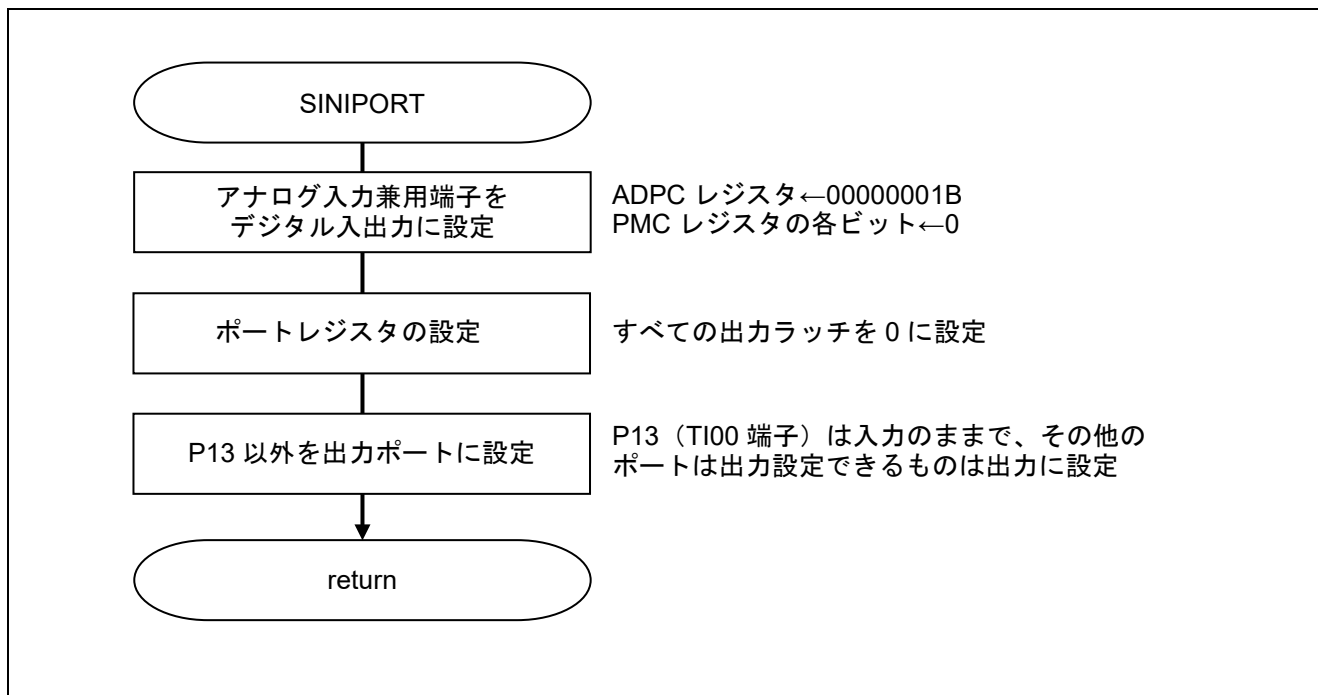 SINIPORT
アナログ入力兼用端子を
デジタル入出力に設定
ADPC レジスタ←00000001B
PMC レジスタの各ビット←0
ポートレジスタの設定
すべての出力ラッチを 0 に設定
P13 以外を出力ポートに設定
P13（TI00 端子）は入力のままで、その他の
ポートは出力設定できるものは出力に設定
return